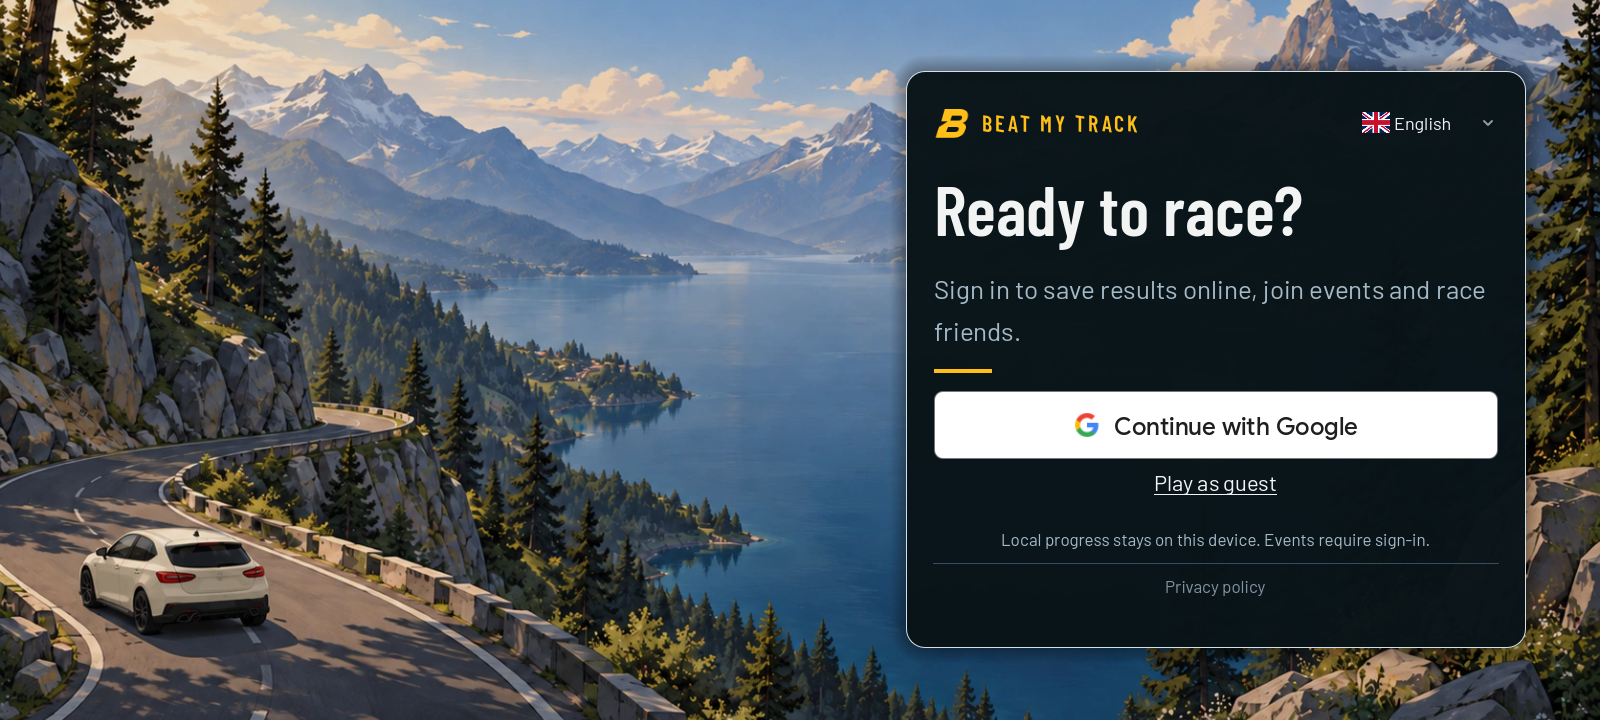 BEAT MY TRACK
English
Ready to race?
Sign in to save results online, join events and race
friends.
Continue with Google
Play as guest
Local progress stays on this device. Events require sign-in.
Privacy policy